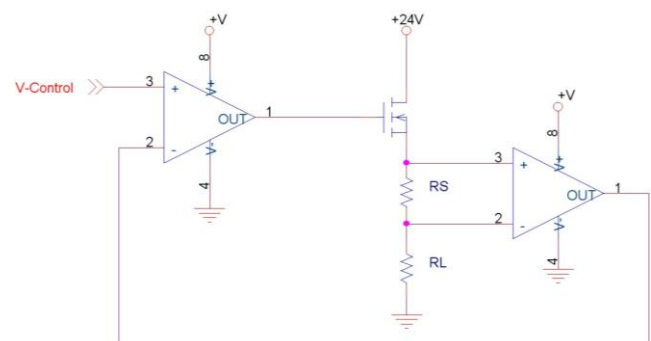 +V
+24V
8
V-Control
3
+
V+
OUT
1
2
-
V-
4
+V
8
3
+
V+
RS
OUT
1
2
-
V-
4
RL